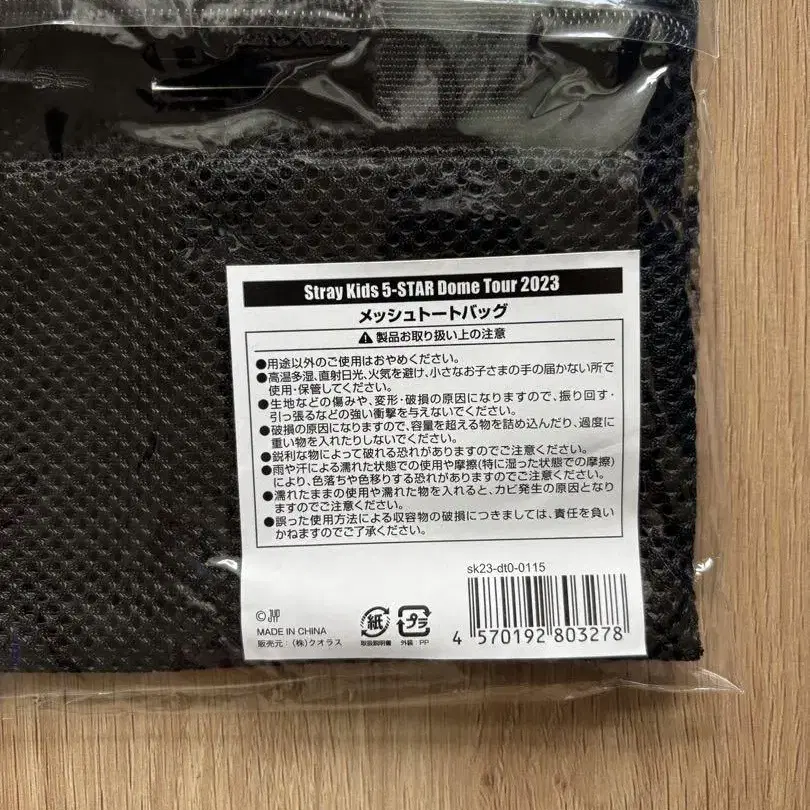 Stray Kids 5-STAR Dome Tour 2023
メッシュトートバッグ
製品お取り扱い上の注意
●用途以外のご使用はおやめください。
●高温多湿、直射日光、火気を避け、小さなお子さまの手の届かない所で
使用・保管してください。
●生地などの傷みや、変形・破損の原因になりますので、振り回す・
引っ張るなどの強い衝撃を与えないでください。
●破損の原因になりますので、容量を超える物を詰め込んだり、過度に
重い物を入れたりしないでください。
●鋭利な物によって破れる恐れがありますのでご注意ください。
●雨や汗による濡れた状態での使用や摩擦(特に湿った状態での摩擦)
により、色落ちや色移りする恐れがありますのでご注意ください。
●濡れたままの使用や濡れた物を入れると、カビ発生の原因となり
ますのでご注意ください。
●誤った使用方法による収容物の破損につきましては、責任を負い
かねますのでご了承ください。
sk23-dt0-0115
©
MADE IN CHINA
販売元:(株)クオラス
紙
取扱説明書
プラ
外装:PP
4 570192 803278